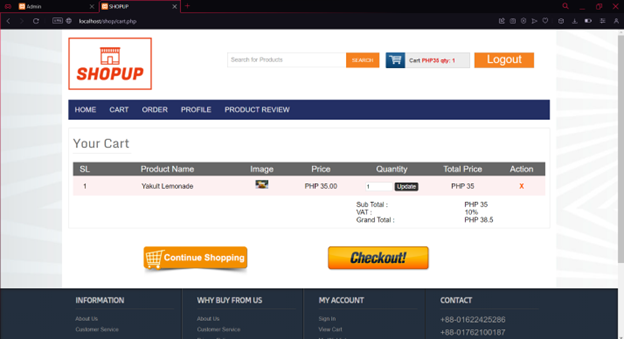 Admin
SHOPUP
localhost/shop/cart.php
SHOPUP
Search for Products
SEARCH
Cart PHP35 qty: 1
Logout
HOME CART ORDER PROFILE PRODUCT REVIEW
Your Cart
SL Product Name Image Price Quantity Total Price Action
1 Yakult Lemonade PHP 35.00 1 Update PHP 35 X
Sub Total : PHP 35
VAT : 10%
Grand Total : PHP 38.5
Continue Shopping
Checkout!
INFORMATION WHY BUY FROM US MY ACCOUNT CONTACT
About Us About Us Sign In +88-01622425286
Customer Service Customer Service View Cart +88-01762100187